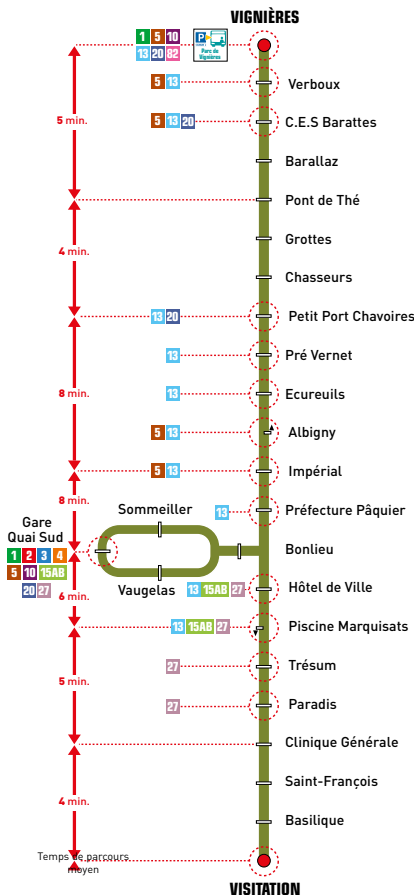 VIGNIÈRES
1 5 10
13 20 82
P
Parc de
Vignières
5 13
Verboux
5 13 20
C.E.S Barattes
5 min.
Barallaz
Pont de Thé
Grottes
4 min.
Chasseurs
13 20
Petit Port Chavoires
13
Pré Vernet
8 min.
13
Ecureuils
5 13
Albigny
5 13
Impérial
8 min.
13
Préfecture Pâquier
Gare
Quai Sud
1 2 3 4
5 10 15AB
20 27
Sommeiller
Bonlieu
Vaugelas
13 15AB 27
Hôtel de Ville
6 min.
13 15AB 27
Piscine Marquisats
Trésum
5 min.
27
27
Paradis
Clinique Générale
Saint-François
4 min.
Basilique
Temps de parcours
moyen
VISITATION